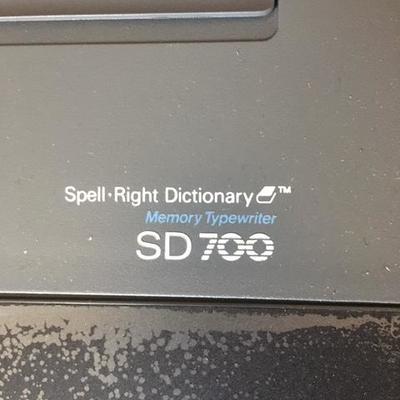 Spell·Right Dictionary™
Memory Typewriter
SD 700